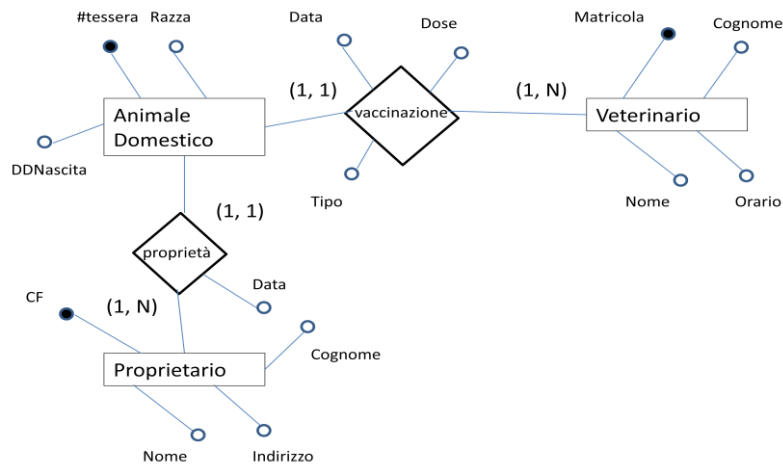 #tessera Razza
Data
Dose
Matricola
Cognome
(1, 1)
(1, N)
Animale
Domestico
vaccinazione
Veterinario
DDNascita
Tipo
Nome
Orario
(1, 1)
proprietà
Data
CF
(1, N)
Cognome
Proprietario
Nome
Indirizzo